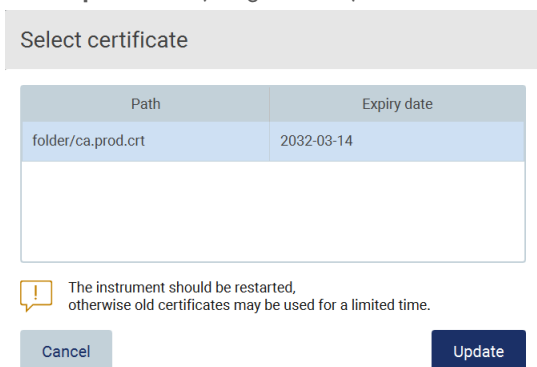 Select certificate
Path Expiry date
folder/ca.prod.crt 2032-03-14
The instrument should be restarted,
otherwise old certificates may be used for a limited time.
Cancel Update